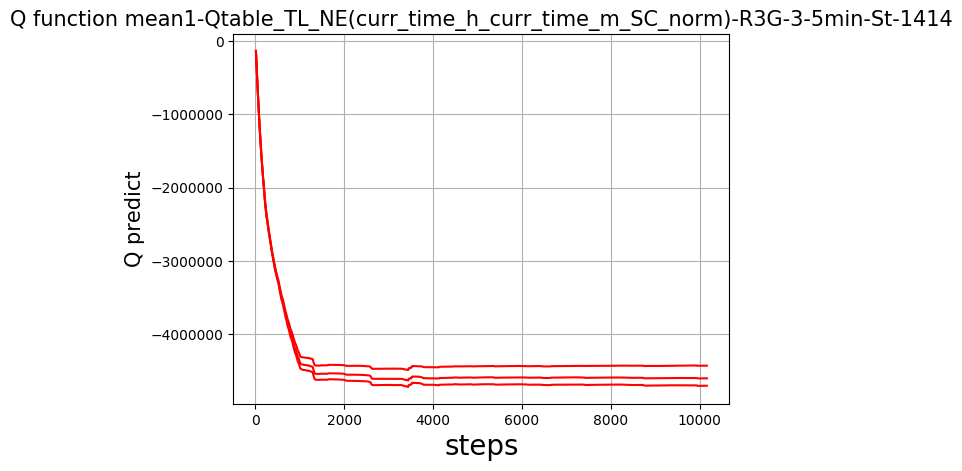 Q function mean1-Qtable_TL_NE(curr_time_h_curr_time_m_SC_norm)-R3G-3-5min-St-1414
0
−1000000
−2000000
−3000000
−4000000
Q predict
0 2000 4000 6000 8000 10000
steps